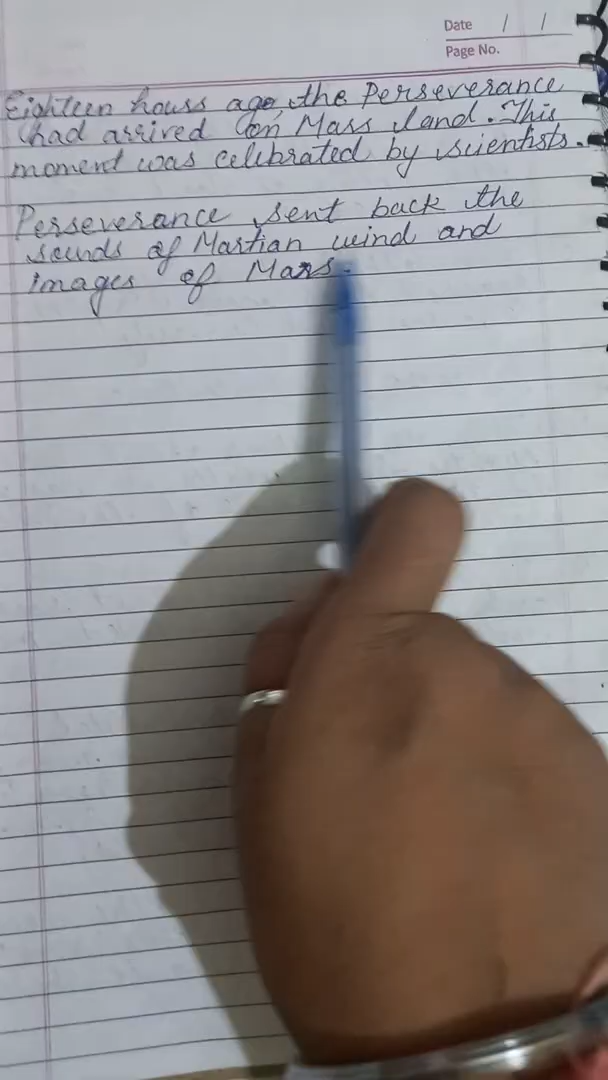 Date / /
Page No.
Eighteen hours ago, the Perseverance
had arrived on Mars land. This
moment was celebrated by scientists.
Perseverance sent back the
sounds of Martian wind and
images of Mars.